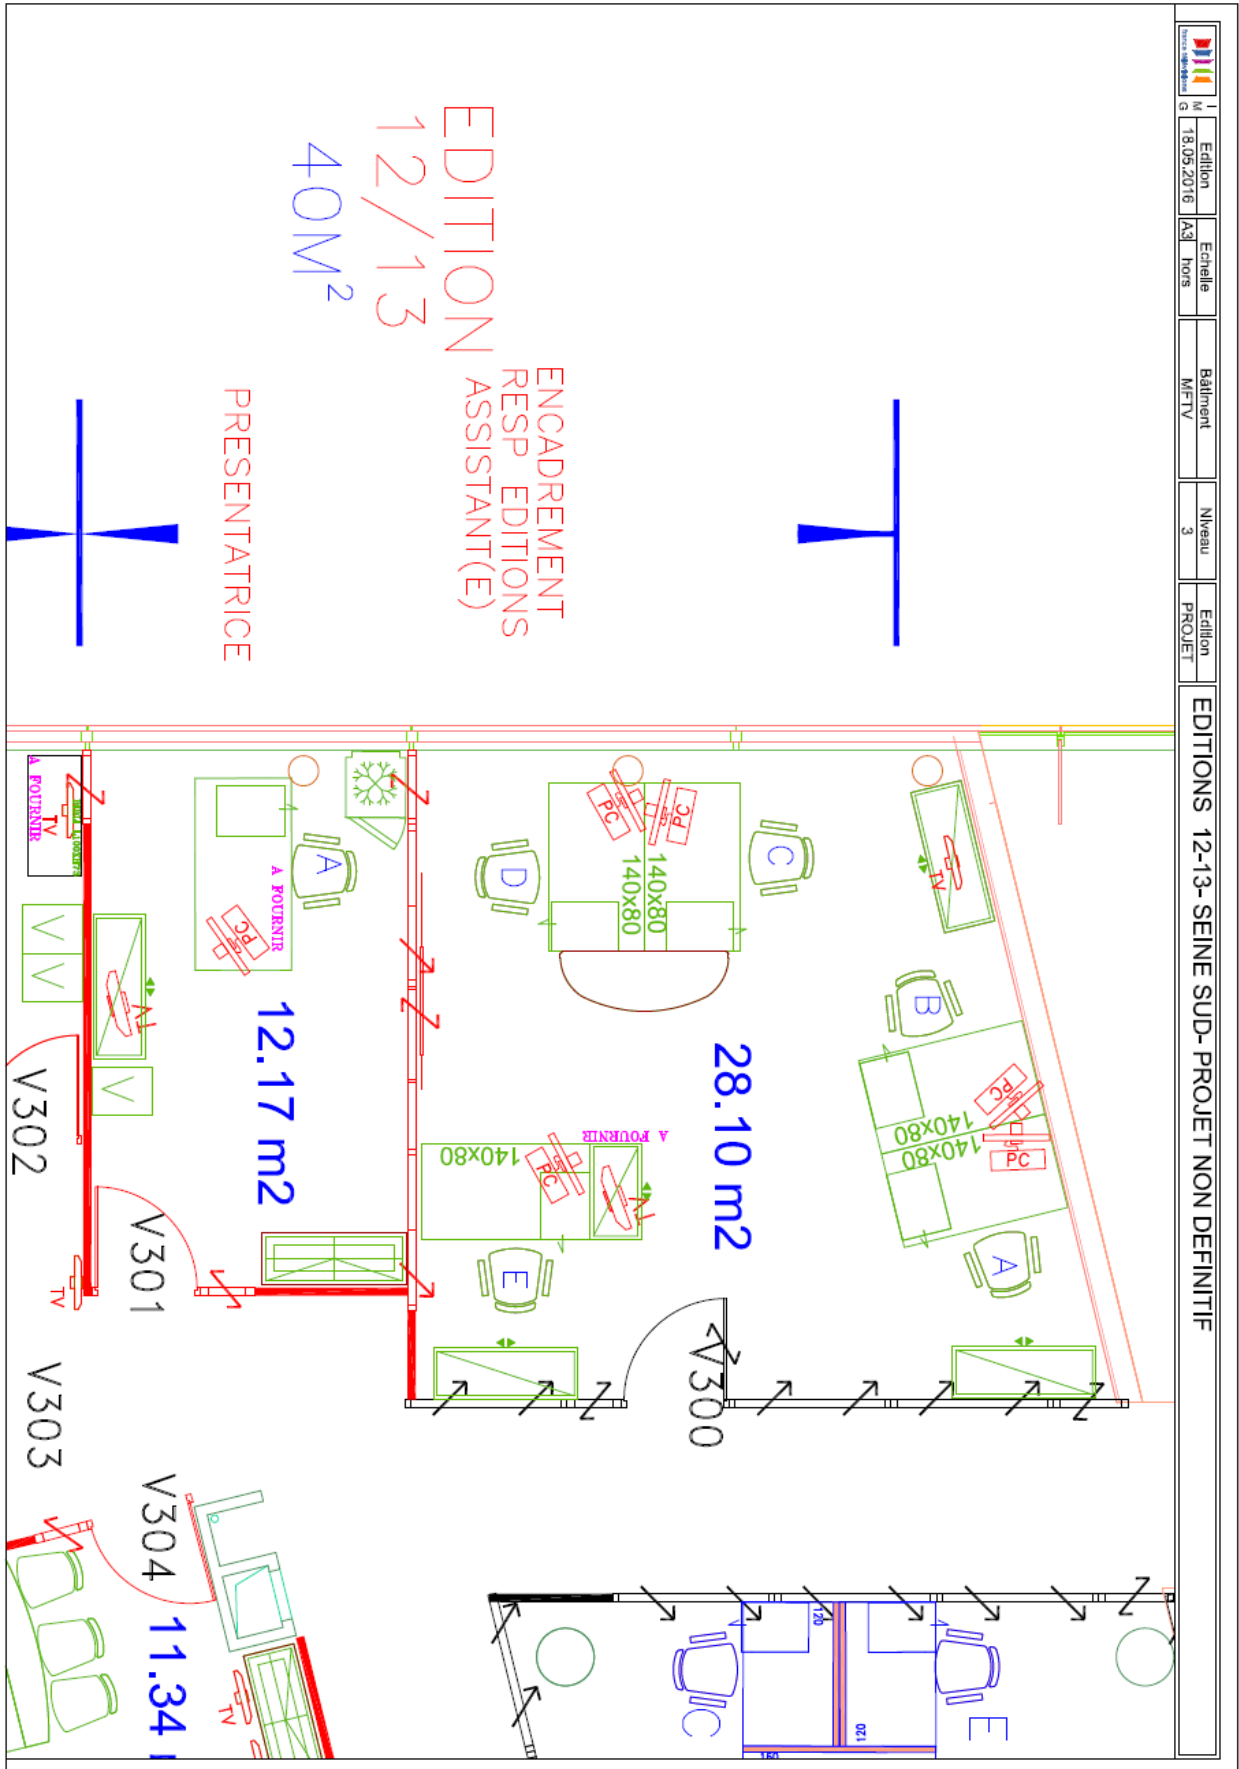 I
M
G
Edition
18.05.2016
Echelle
A3 hors
Bâtiment
MFTV
Niveau
3
Edition
PROJET
EDITIONS 12-13- SEINE SUD- PROJET NON DEFINITIF
EDITION
12/13
40M²
ENCADREMENT
RESP EDITIONS
ASSISTANT(E)
PRESENTATRICE
TV
A
B
PC
PC
140x80
140x80
C
D
PC
PC
140x80
140x80
28.10 m2
A FOURNIR
TV
PC
140x80
E
V300
A
A FOURNIR
PC
12.17 m2
TV
V
V301
TV
A FOURNIR
TV
V
V
V302
V303
V304
11.34
TV
E
C
120
120